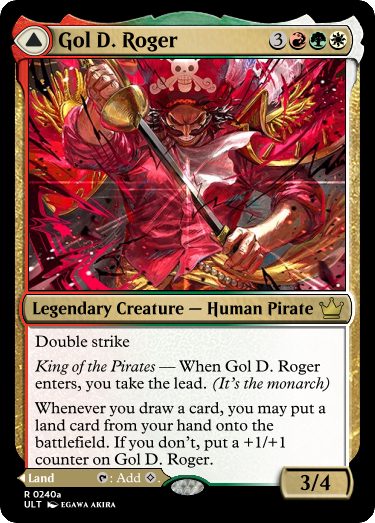 Gol D. Roger 3
Legendary Creature — Human Pirate
Double strike
King of the Pirates — When Gol D. Roger
enters, you take the lead. (It's the monarch)
Whenever you draw a card, you may put a
land card from your hand onto the
battlefield. If you don't, put a +1/+1
counter on Gol D. Roger.
Land : Add
3/4
R 0240a
ULT EGAWA AKIRA